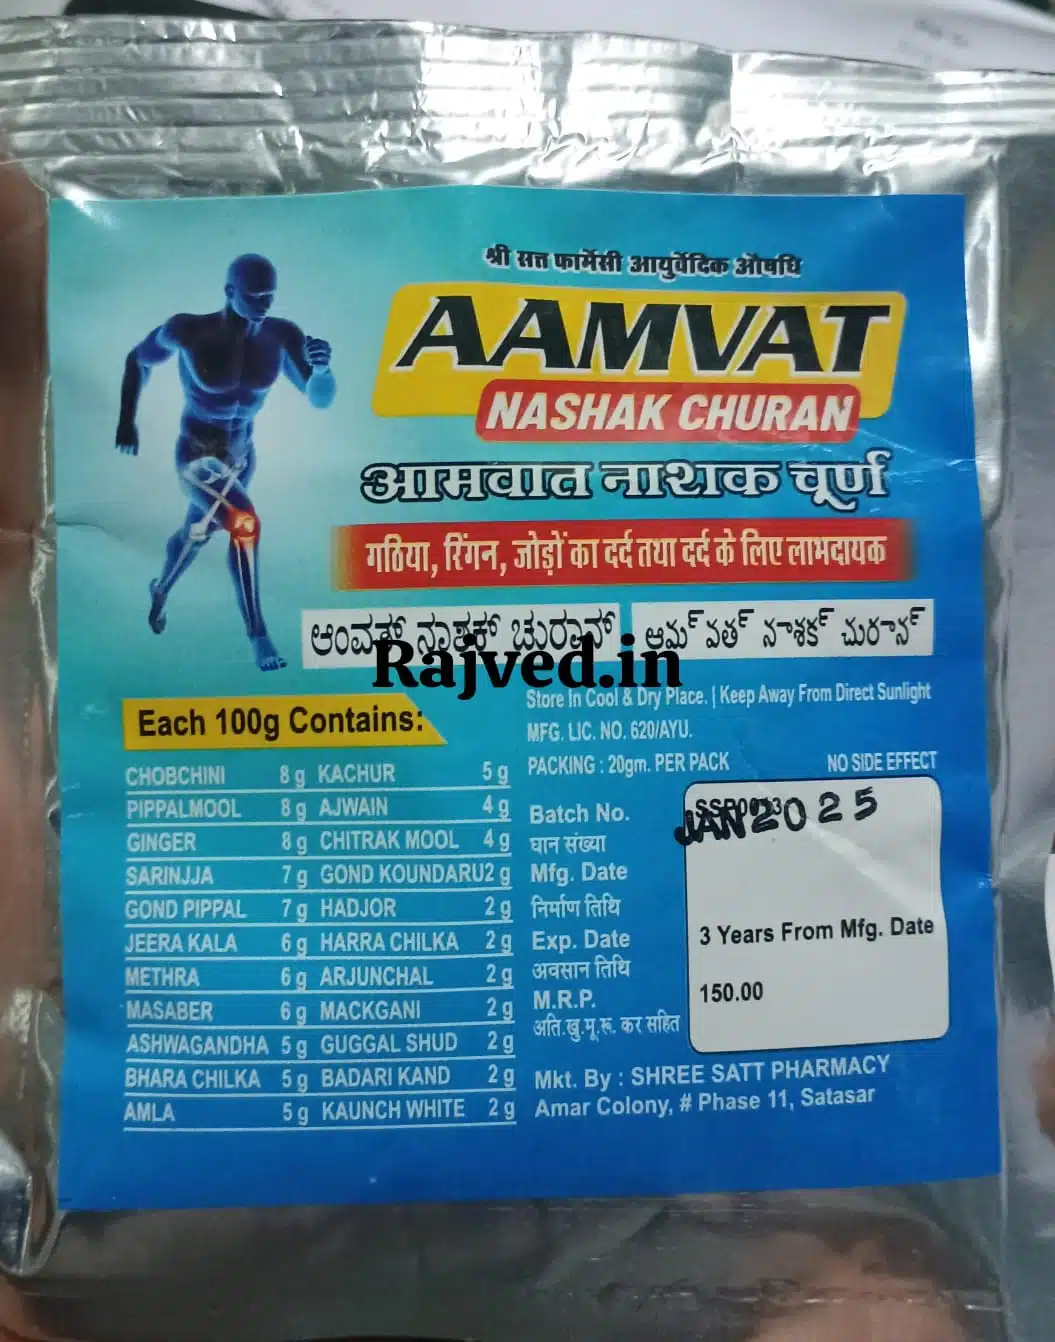 श्री सत्त फार्मेसी आयुर्वेदिक औषधि
AAMVAT
NASHAK CHURAN
आमवात नाशक चूर्ण
गठिया, रिंगन, जोड़ों का दर्द तथा दर्द के लिए लाभदायक
ಆಂವತ್ ನಾಶಕ್ ಚುರಾನ್ ఆమ్ వత్ నాశక్ చురాన్
Rajved.in
Each 100g Contains:
CHOBCHINI 8 g KACHUR 5 g
PIPPALMOOL 8 g AJWAIN 4 g
GINGER 8 g CHITRAK MOOL 4 g
SARINJJA 7 g GOND KOUNDARU 2 g
GOND PIPPAL 7 g HADJOR 2 g
JEERA KALA 6 g HARRA CHILKA 2 g
METHRA 6 g ARJUNCHAL 2 g
MASABER 6 g MACKGANI 2 g
ASHWAGANDHA 5 g GUGGAL SHUD 2 g
BHARA CHILKA 5 g BADARI KAND 2 g
AMLA 5 g KAUNCH WHITE 2 g
Store In Cool & Dry Place. | Keep Away From Direct Sunlight
MFG. LIC. NO. 620/AYU.
PACKING : 20gm. PER PACK NO SIDE EFFECT
Batch No.
घान संख्या
JAN 2025
Mfg. Date
निर्माण तिथि
Exp. Date 3 Years From Mfg. Date
अवसान तिथि
M.R.P. 150.00
अति.खु.मू.रू. कर सहित
Mkt. By : SHREE SATT PHARMACY
Amar Colony, # Phase 11, Satasar